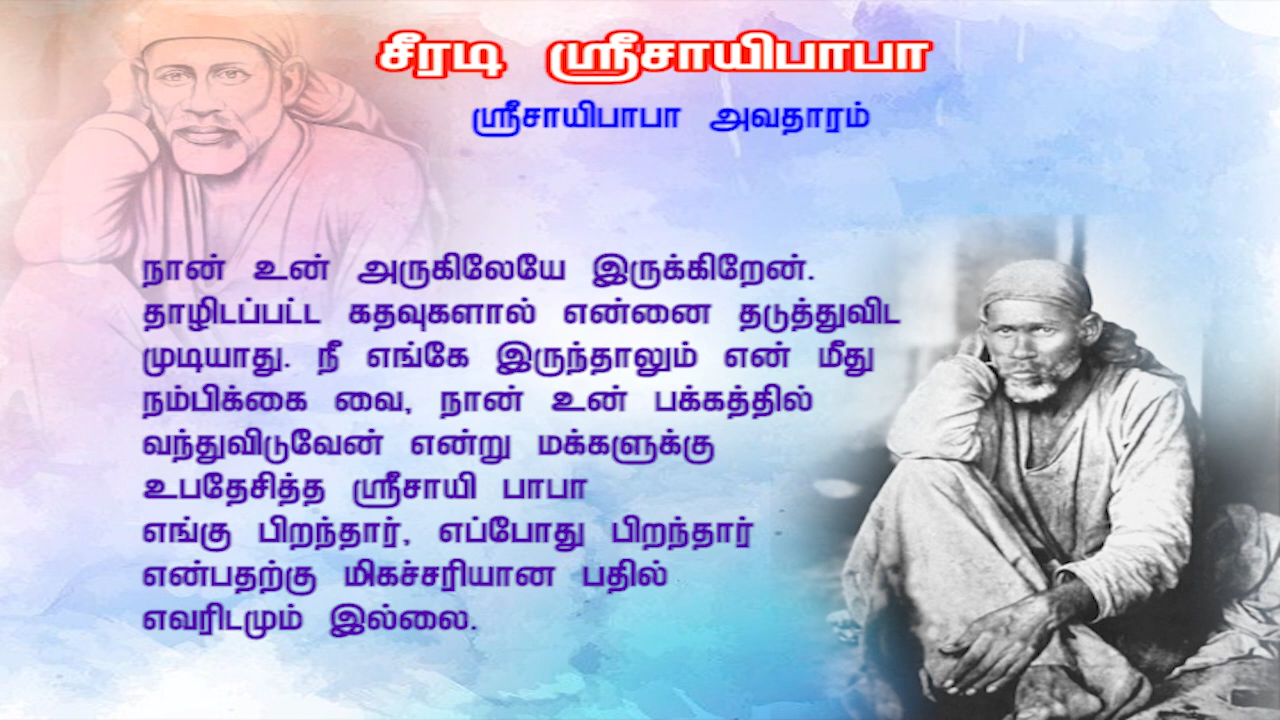 சீரடி ஸ்ரீசாயிபாபா
ஸ்ரீசாயிபாபா அவதாரம்
நான் உன் அருகிலேயே இருக்கிறேன்.
தாழிடப்பட்ட கதவுகளால் என்னை தடுத்துவிட
முடியாது. நீ எங்கே இருந்தாலும் என் மீது
நம்பிக்கை வை, நான் உன் பக்கத்தில்
வந்துவிடுவேன் என்று மக்களுக்கு
உபதேசித்த ஸ்ரீசாயி பாபா
எங்கு பிறந்தார், எப்போது பிறந்தார்
என்பதற்கு மிகச்சரியான பதில்
எவரிடமும் இல்லை.